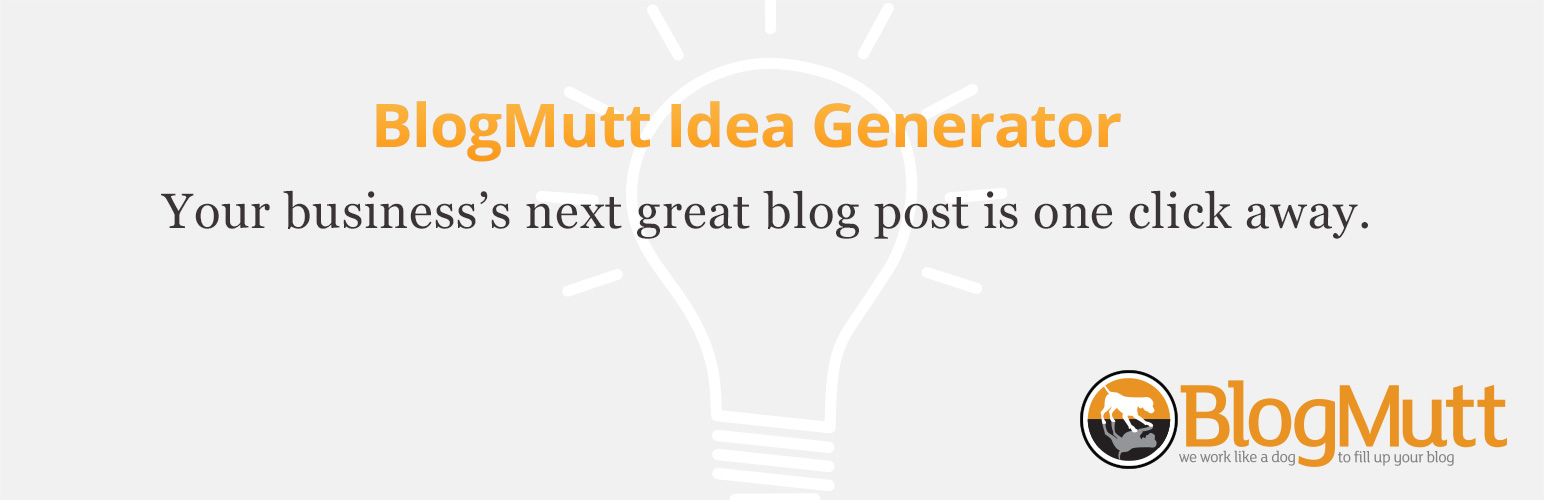 BlogMutt Idea Generator
Your business’s next great blog post is one click away.
BlogMutt
we work like a dog to fill up your blog